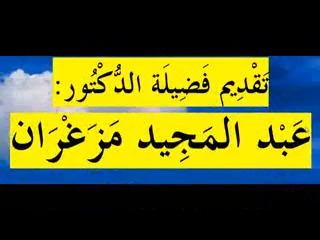 تَقْدِيم فَضِيلَة الدُّكْتُور:
عَبْد المَجِيد مَزَغْرَان